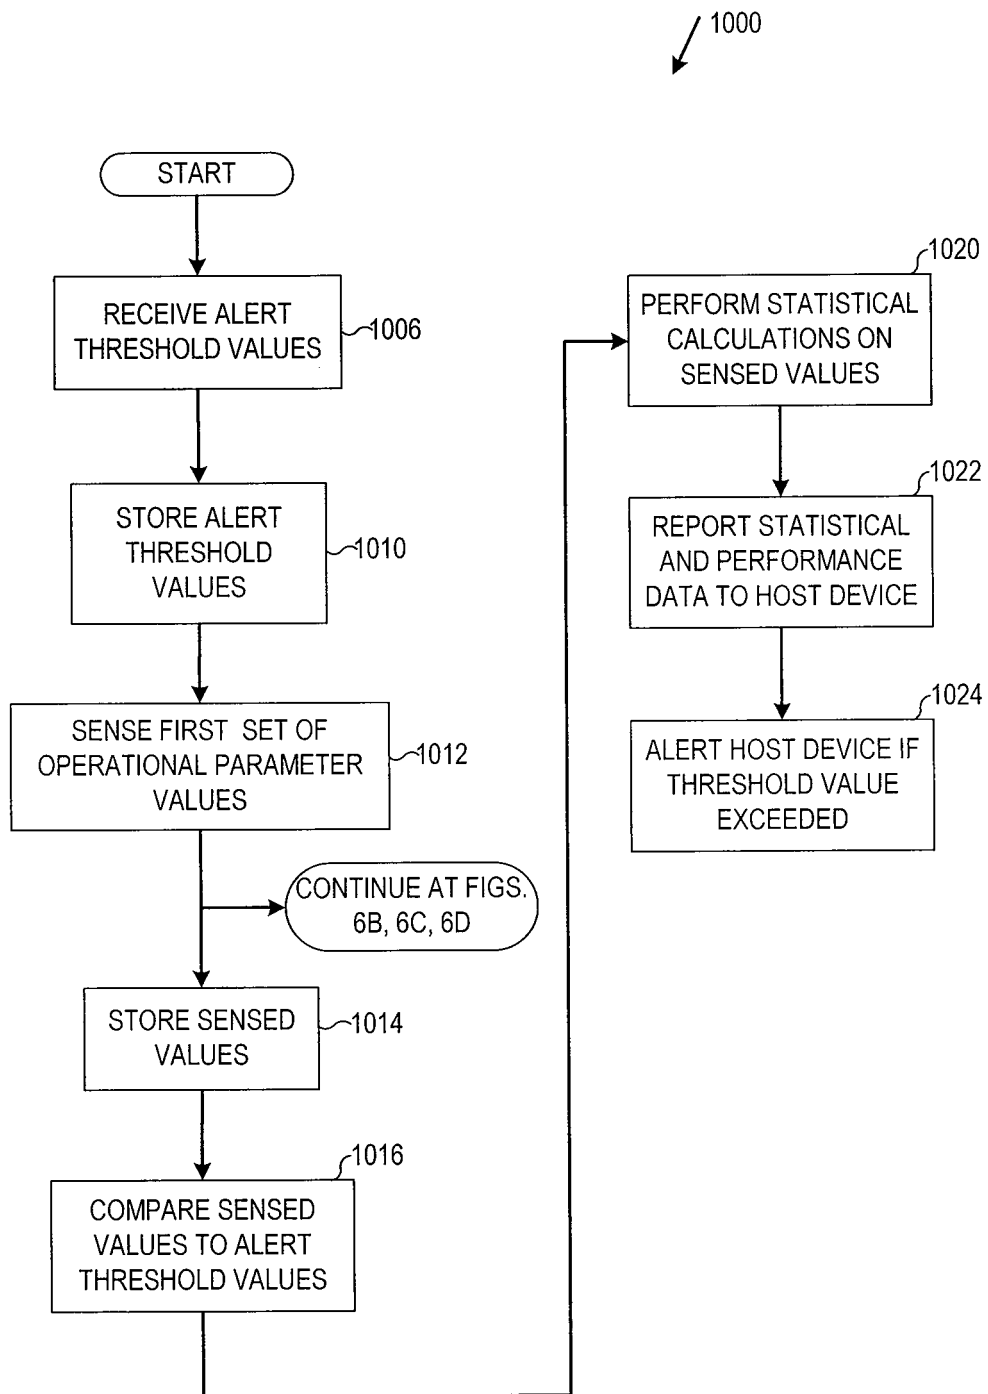 1000
START
RECEIVE ALERT
THRESHOLD VALUES
1006
STORE ALERT
THRESHOLD
VALUES
1010
SENSE FIRST SET OF
OPERATIONAL PARAMETER
VALUES
1012
CONTINUE AT FIGS.
6B, 6C, 6D
STORE SENSED
VALUES
1014
1016
COMPARE SENSED
VALUES TO ALERT
THRESHOLD VALUES
1020
PERFORM STATISTICAL
CALCULATIONS ON
SENSED VALUES
1022
REPORT STATISTICAL
AND PERFORMANCE
DATA TO HOST DEVICE
1024
ALERT HOST DEVICE IF
THRESHOLD VALUE
EXCEEDED